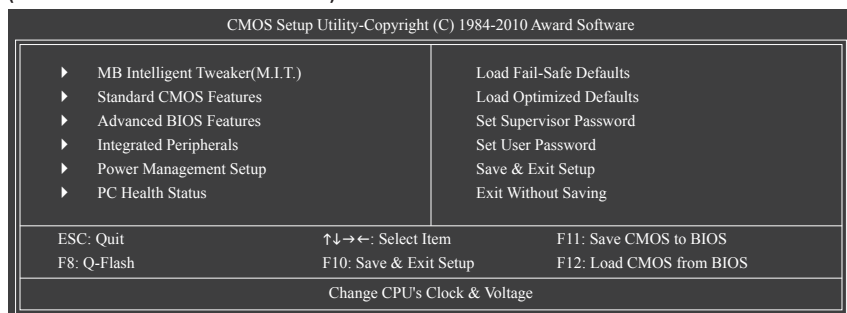 CMOS Setup Utility-Copyright (C) 1984-2010 Award Software
MB Intelligent Tweaker(M.I.T.)
Standard CMOS Features
Advanced BIOS Features
Integrated Peripherals
Power Management Setup
PC Health Status
Load Fail-Safe Defaults
Load Optimized Defaults
Set Supervisor Password
Set User Password
Save & Exit Setup
Exit Without Saving
ESC: Quit ↑↓→←: Select Item F11: Save CMOS to BIOS
F8: Q-Flash F10: Save & Exit Setup F12: Load CMOS from BIOS
Change CPU's Clock & Voltage